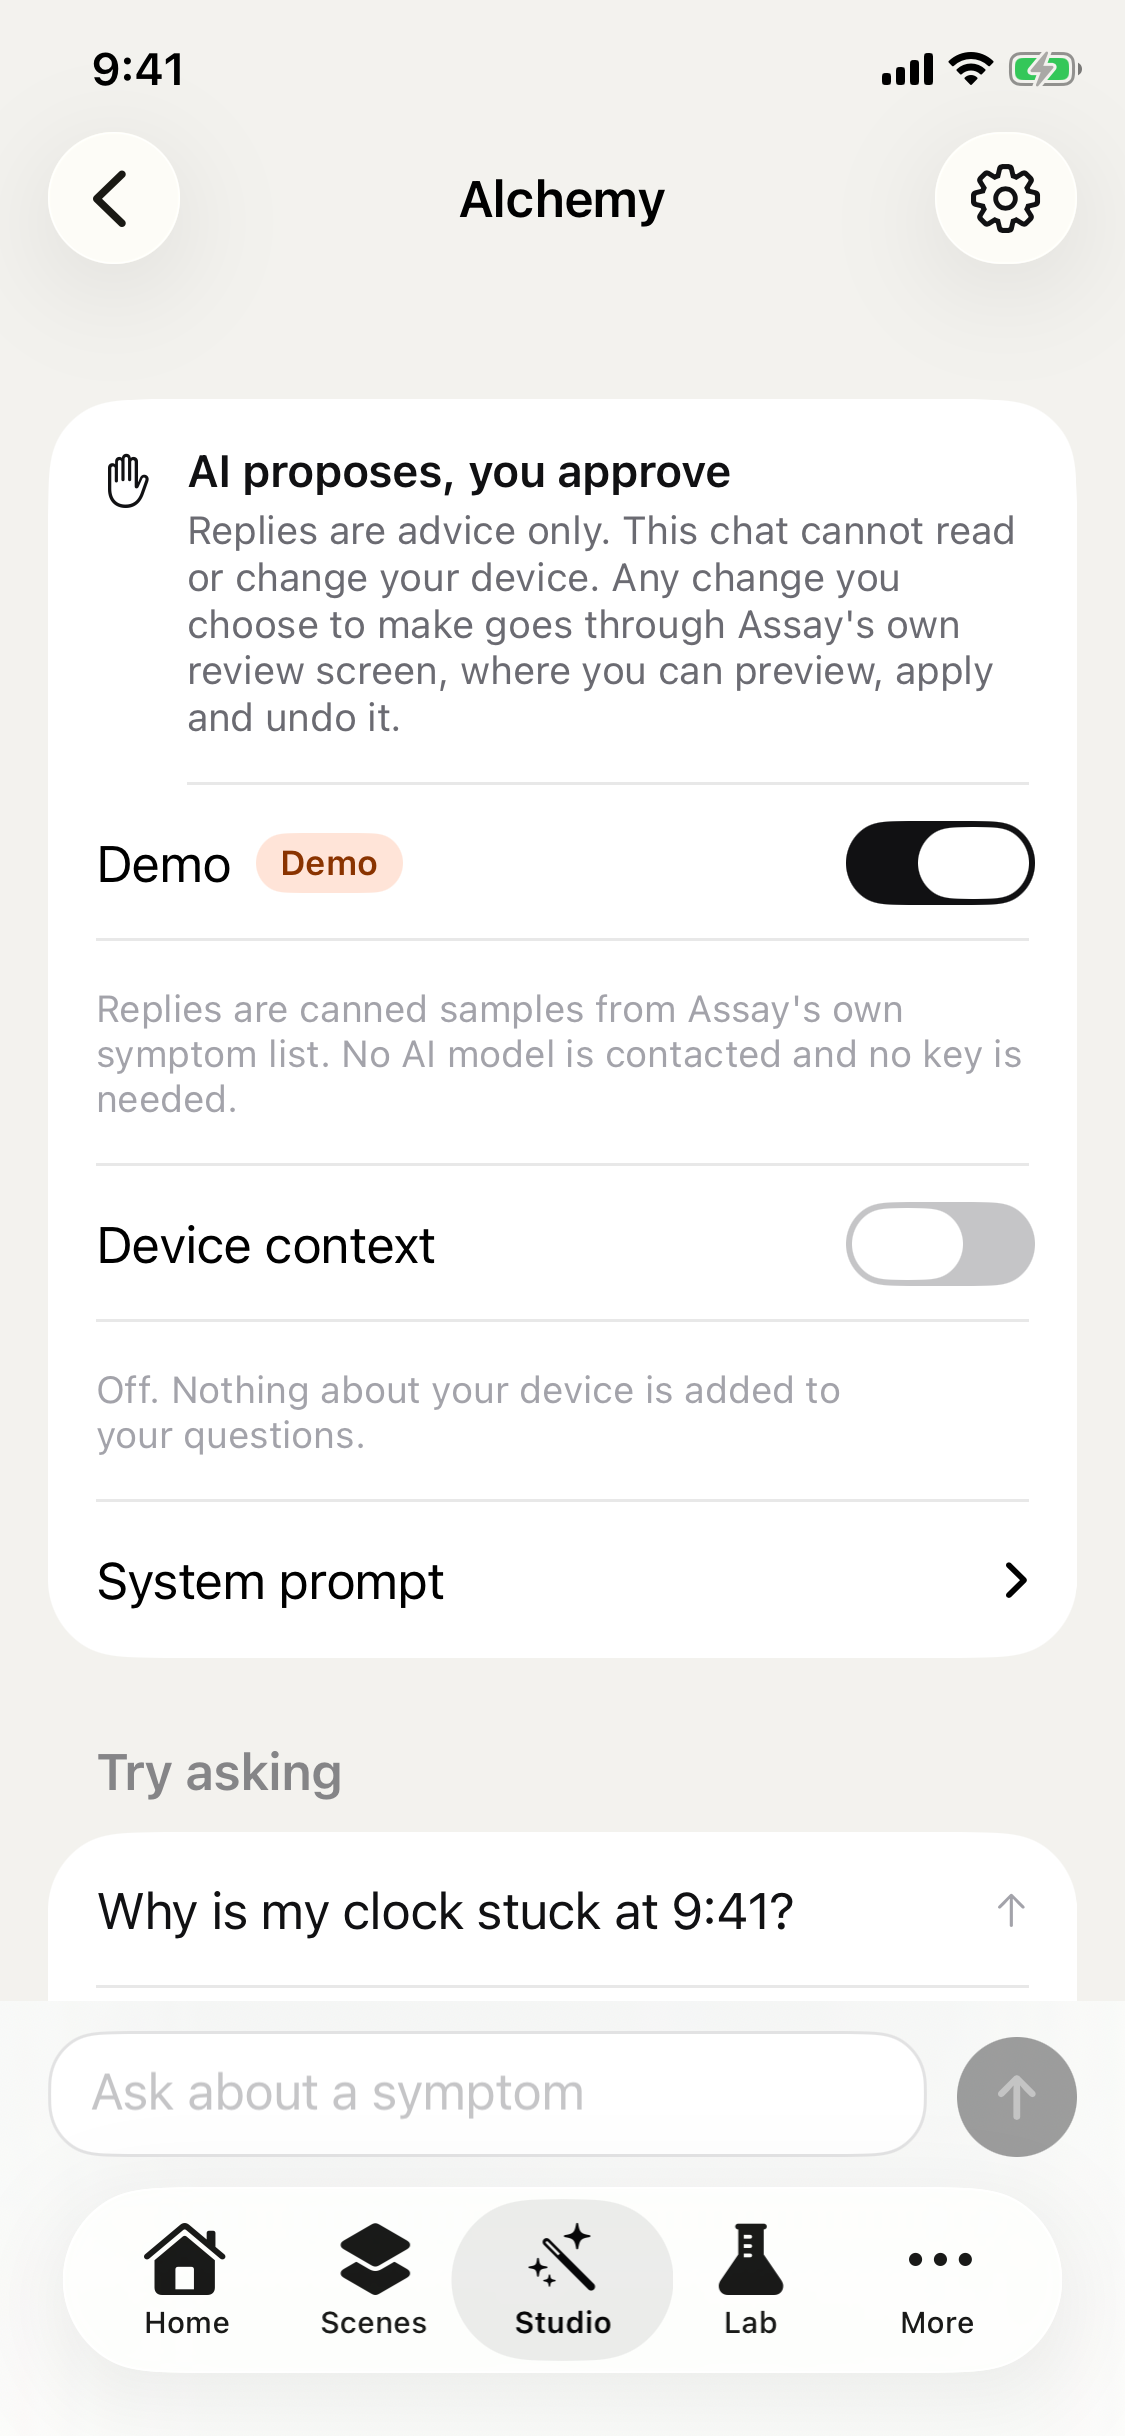 9:41
Alchemy
AI proposes, you approve
Replies are advice only. This chat cannot read
or change your device. Any change you
choose to make goes through Assay's own
review screen, where you can preview, apply
and undo it.
Demo Demo
Replies are canned samples from Assay's own
symptom list. No AI model is contacted and no key is
needed.
Device context
Off. Nothing about your device is added to
your questions.
System prompt
Try asking
Why is my clock stuck at 9:41?
Ask about a symptom
Home Scenes Studio Lab More